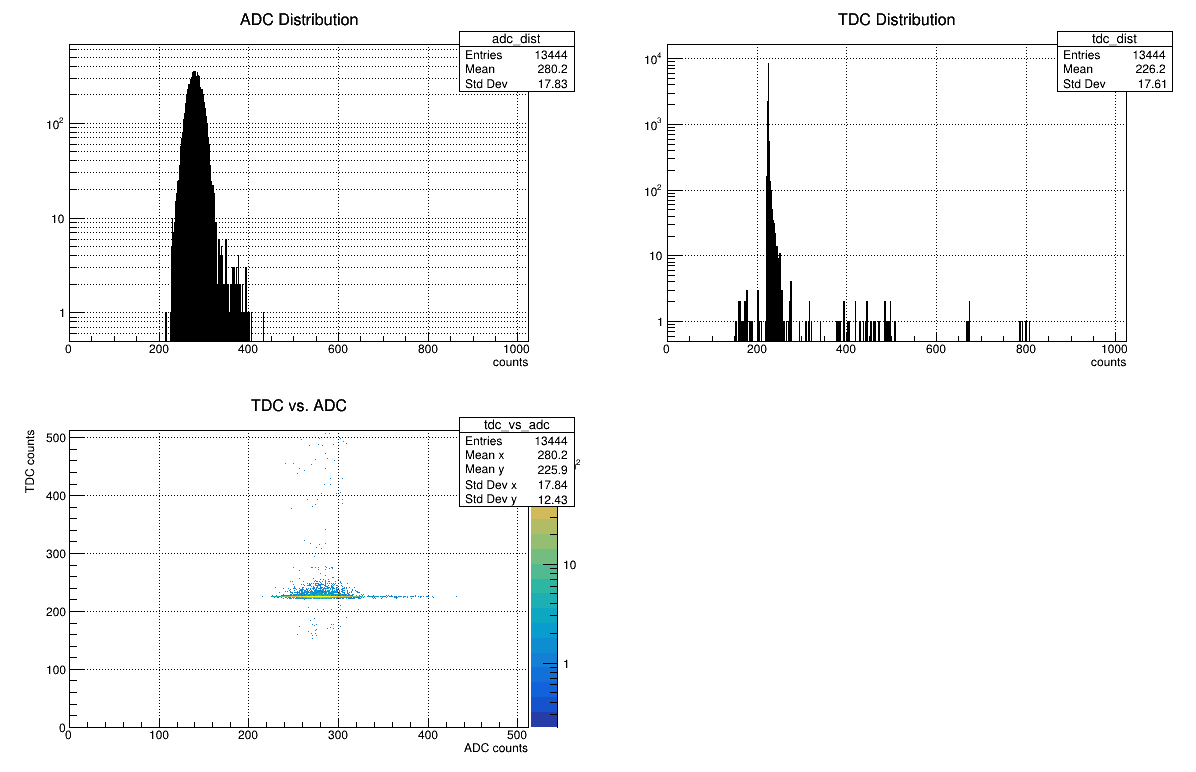 ADC Distribution
adc_dist
Entries 13444
Mean 280.2
Std Dev 17.83
10²
10
1
0 200 400 600 800 1000
counts
TDC Distribution
tdc_dist
Entries 13444
Mean 226.2
Std Dev 17.61
10⁴
10³
10²
10
1
0 200 400 600 800 1000
counts
TDC vs. ADC
tdc_vs_adc
Entries 13444
Mean x 280.2
Mean y 225.9
Std Dev x 17.84
Std Dev y 12.43
TDC counts
500
400
300
200
100
0
0 100 200 300 400 500
ADC counts
2
10
1